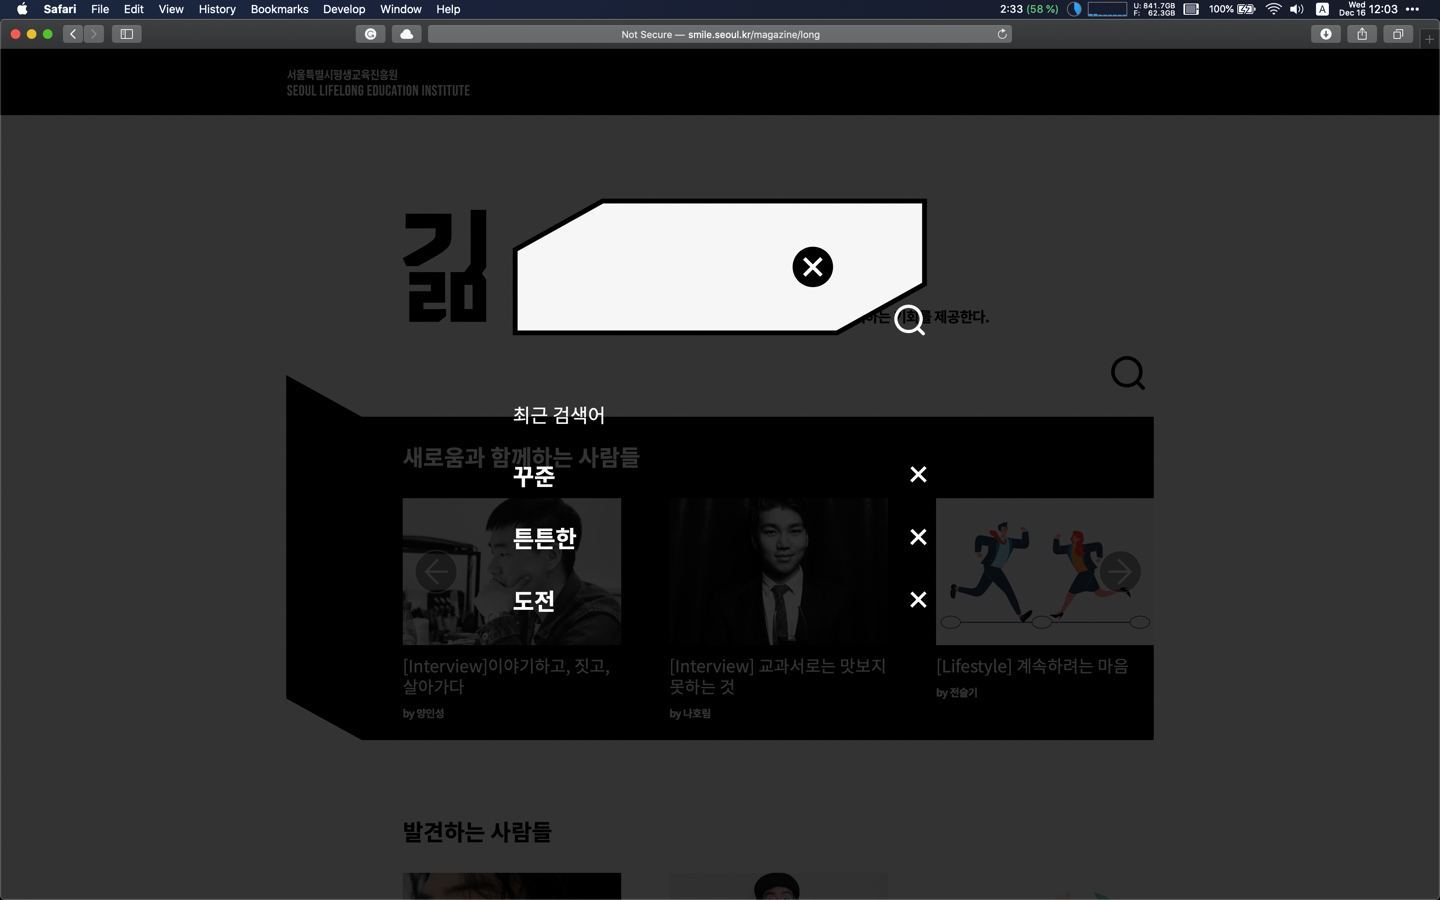 Safari File Edit View History Bookmarks Develop Window Help 2:33 (58 %) U: 841.7GB F: 62.3GB 100% A Wed Dec 16 12:03
Not Secure — smile.seoul.kr/magazine/long
서울특별시평생교육진흥원
SEOUL LIFELONG EDUCATION INSTITUTE
긺
하는 기회를 제공한다.
최근 검색어
새로움과 함께하는 사람들
꾸준
튼튼한
도전
[Interview]이야기하고, 짓고,
살아가다
by 양인성
[Interview] 교과서로는 맛보지
못하는 것
by 나호림
[Lifestyle] 계속하려는 마음
by 전슬기
발견하는 사람들